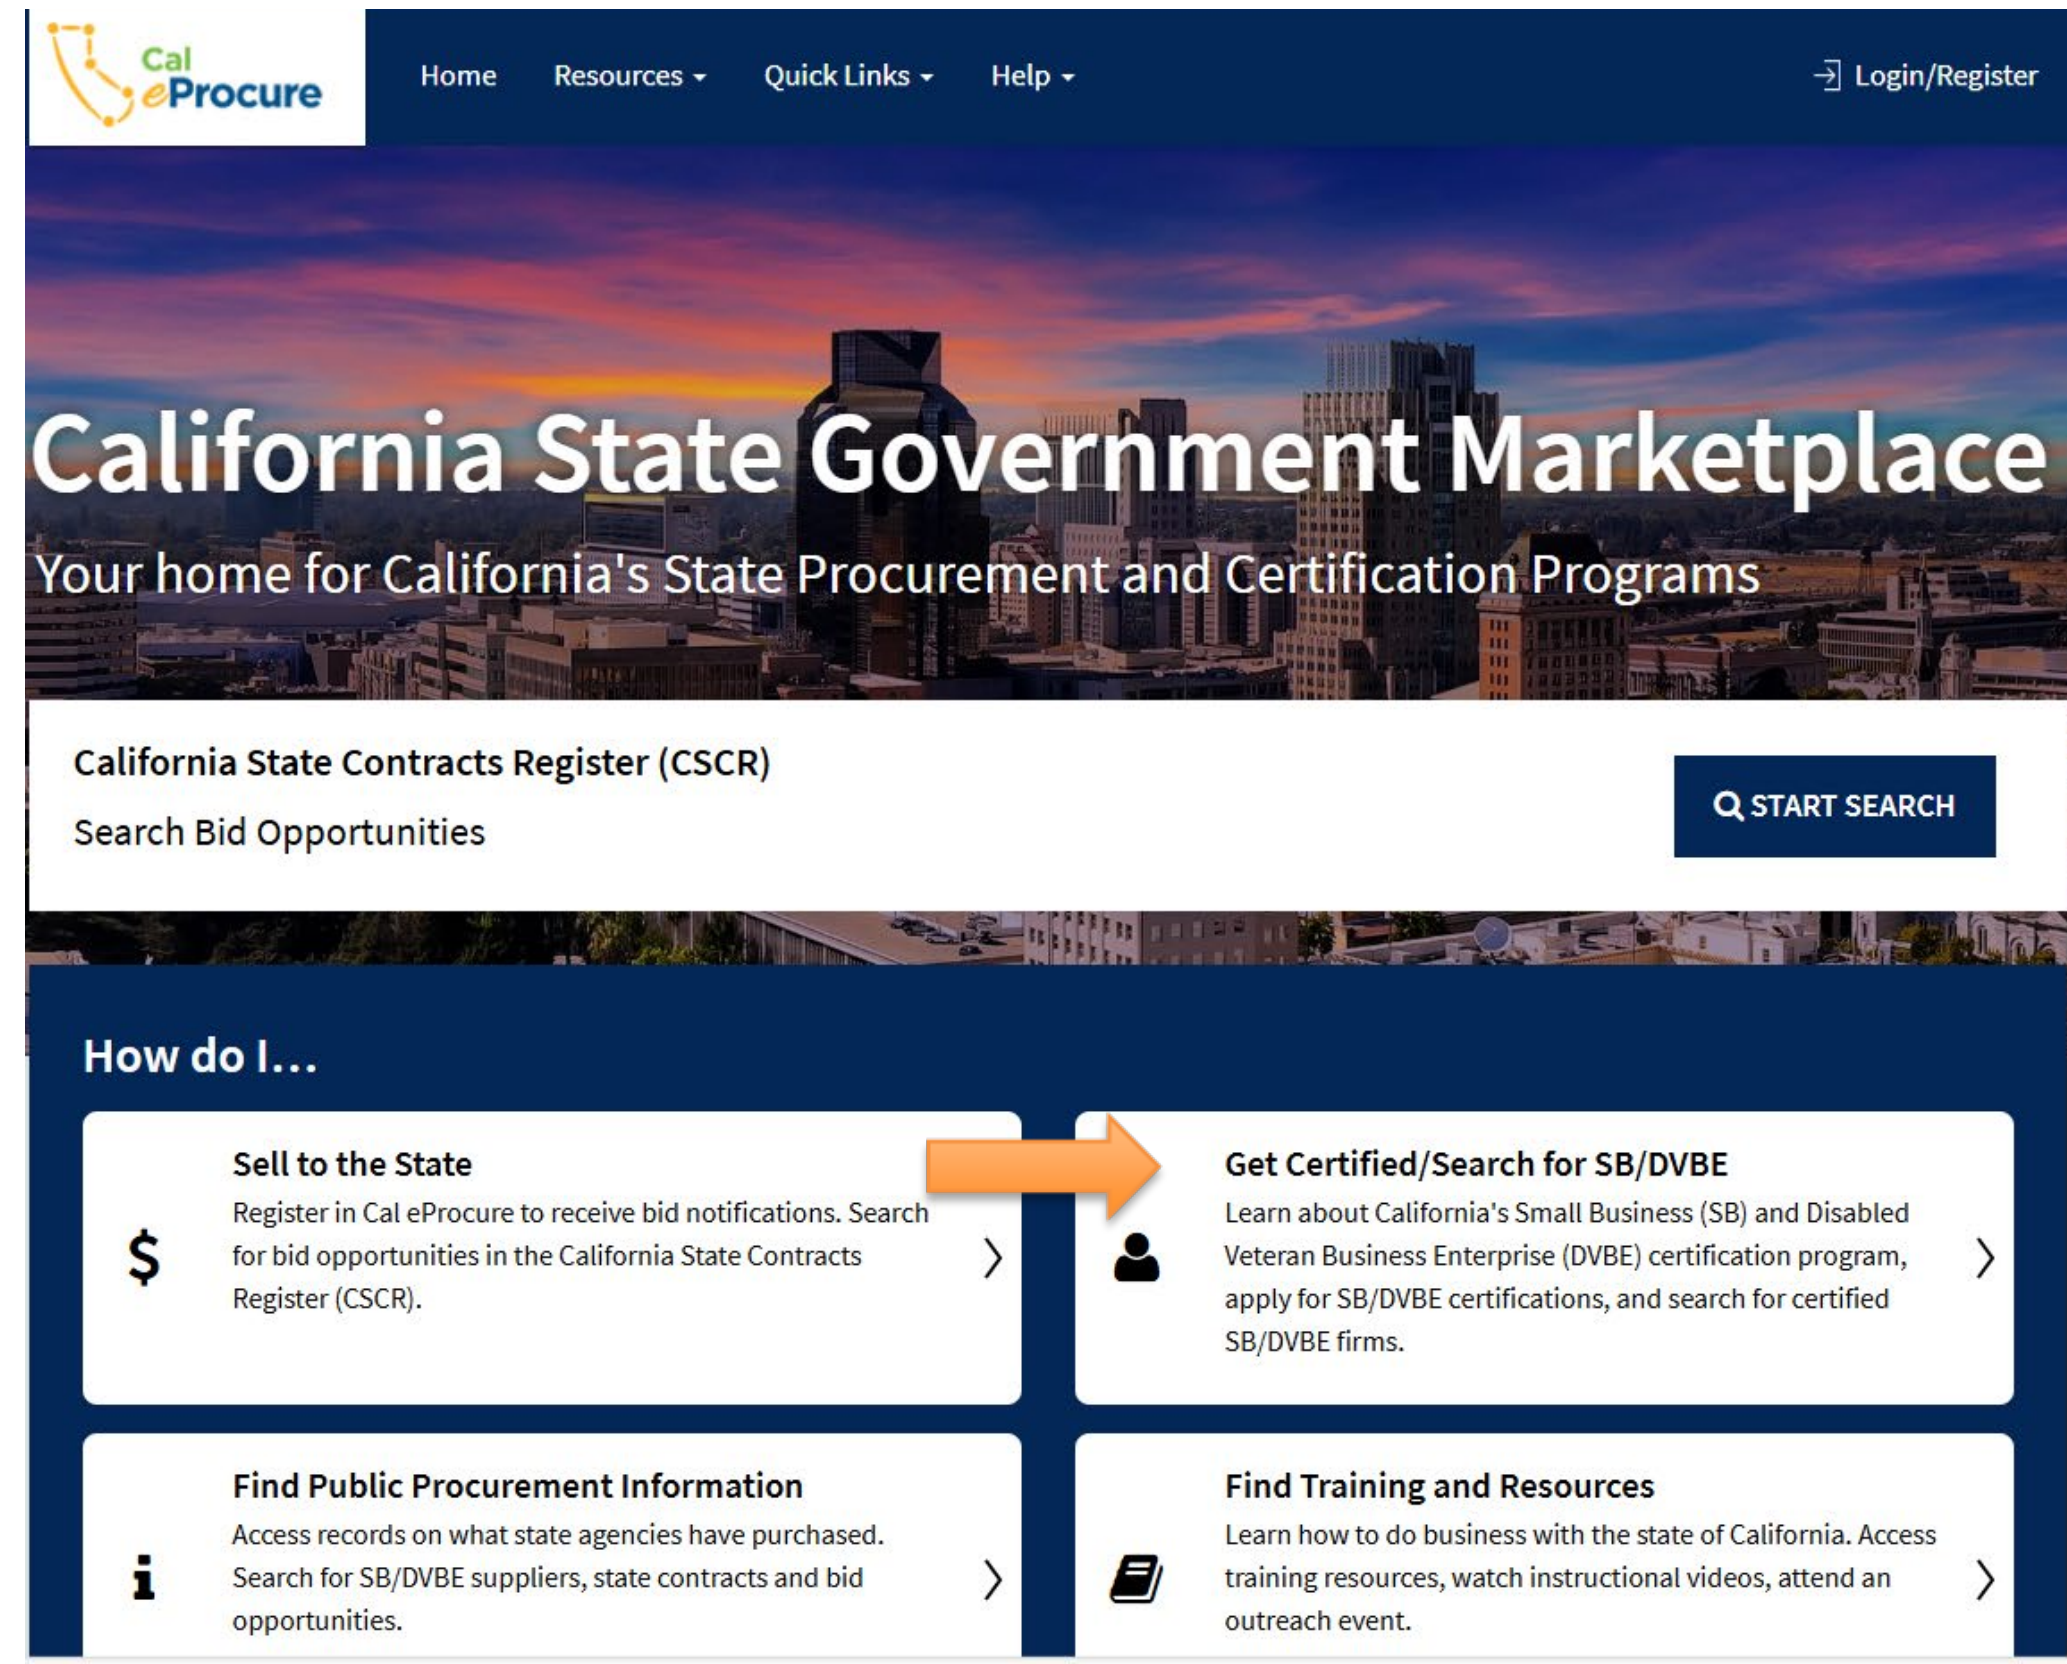 Cal
eProcure
Home
Resources
Quick Links
Help
Login/Register
California State Government Marketplace
Your home for California's State Procurement and Certification Programs
California State Contracts Register (CSCR)
Search Bid Opportunities
START SEARCH
How do I...
Sell to the State
Register in Cal eProcure to receive bid notifications. Search
for bid opportunities in the California State Contracts
Register (CSCR).
Get Certified/Search for SB/DVBE
Learn about California's Small Business (SB) and Disabled
Veteran Business Enterprise (DVBE) certification program,
apply for SB/DVBE certifications, and search for certified
SB/DVBE firms.
Find Public Procurement Information
Access records on what state agencies have purchased.
Search for SB/DVBE suppliers, state contracts and bid
opportunities.
Find Training and Resources
Learn how to do business with the state of California. Access
training resources, watch instructional videos, attend an
outreach event.